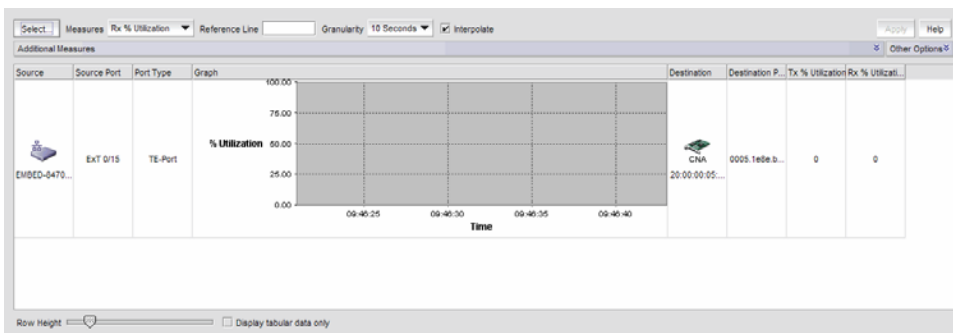 Select... Measures Rx % Utilization Reference Line Granularity 10 Seconds Interpolate Apply Help
Additional Measures Other Options
Source Source Port Port Type Graph Destination Destination P... Tx % Utilization Rx % Utilizati...
100.00
75.00
% Utilization 50.00
25.00
0.00
09:46:25 09:46:30 09:46:35 09:46:40
Time
EMBED-8470... ExT 0/15 TE-Port CNA 0005.1e8e.b... 0 0
20:00:00:05:...
Row Height Display tabular data only